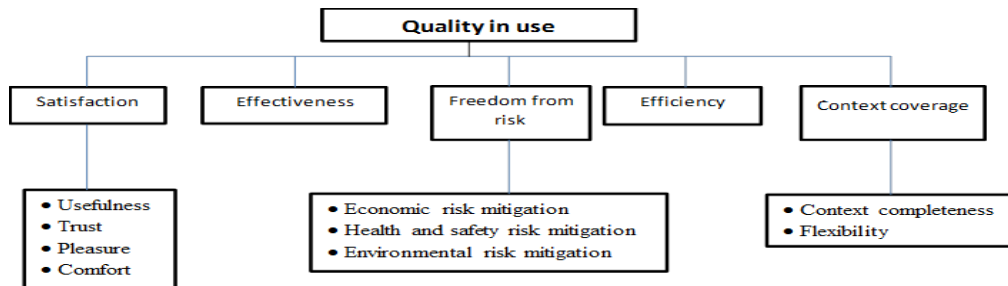 Quality in use
Satisfaction
Effectiveness
Freedom from
risk
Efficiency
Context coverage
• Usefulness
• Trust
• Pleasure
• Comfort
• Economic risk mitigation
• Health and safety risk mitigation
• Environmental risk mitigation
• Context completeness
• Flexibility